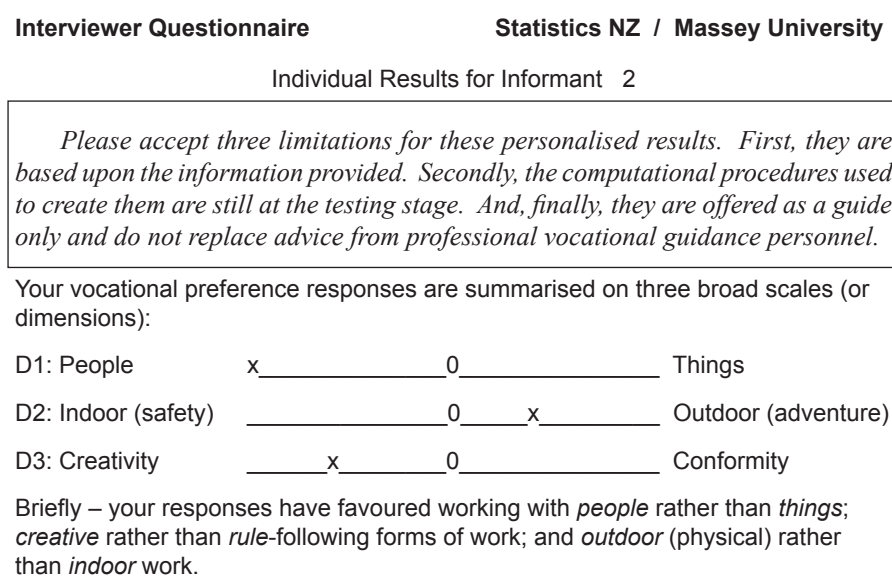 Interviewer Questionnaire Statistics NZ / Massey University
Individual Results for Informant 2
Please accept three limitations for these personalised results. First, they are
based upon the information provided. Secondly, the computational procedures used
to create them are still at the testing stage. And, finally, they are offered as a guide
only and do not replace advice from professional vocational guidance personnel.
Your vocational preference responses are summarised on three broad scales (or
dimensions):
D1: People x_______________0________________ Things
D2: Indoor (safety) ________________0_____x__________ Outdoor (adventure)
D3: Creativity ______x_________0________________ Conformity
Briefly – your responses have favoured working with people rather than things;
creative rather than rule-following forms of work; and outdoor (physical) rather
than indoor work.